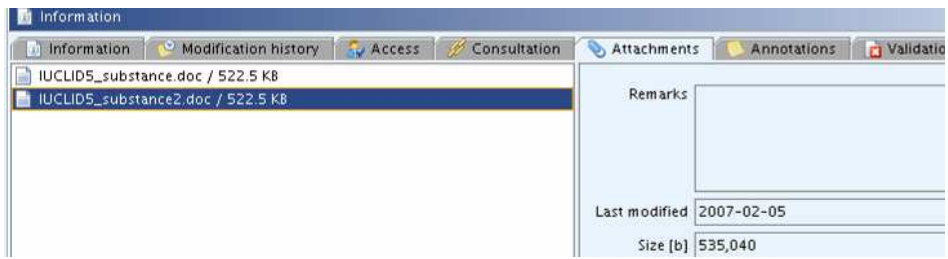 Information
Information Modification history Access Consultation Attachments Annotations Validatio
IUCLID5_substance.doc / 522.5 KB
IUCLID5_substance2.doc / 522.5 KB
Remarks
Last modified 2007-02-05
Size [b] 535,040